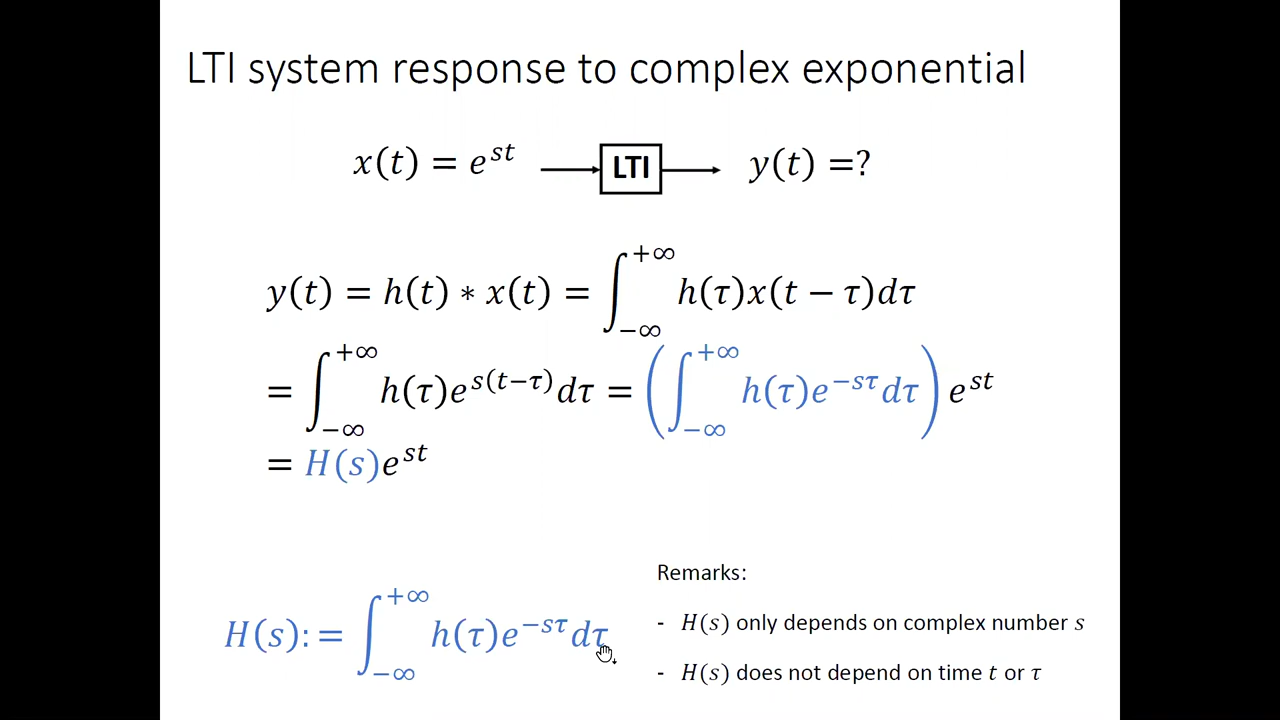 LTI system response to complex exponential
x(t) = e^{st} LTI y(t) =?
y(t) = h(t) ∗ x(t) = ∫_{−∞}^{+∞} h(τ)x(t − τ)dτ
= ∫_{−∞}^{+∞} h(τ)e^{s(t−τ)}dτ = (∫_{−∞}^{+∞} h(τ)e^{−sτ}dτ) e^{st}
= H(s)e^{st}
H(s): = ∫_{−∞}^{+∞} h(τ)e^{−sτ}dτ
Remarks:
- H(s) only depends on complex number s
- H(s) does not depend on time t or τ